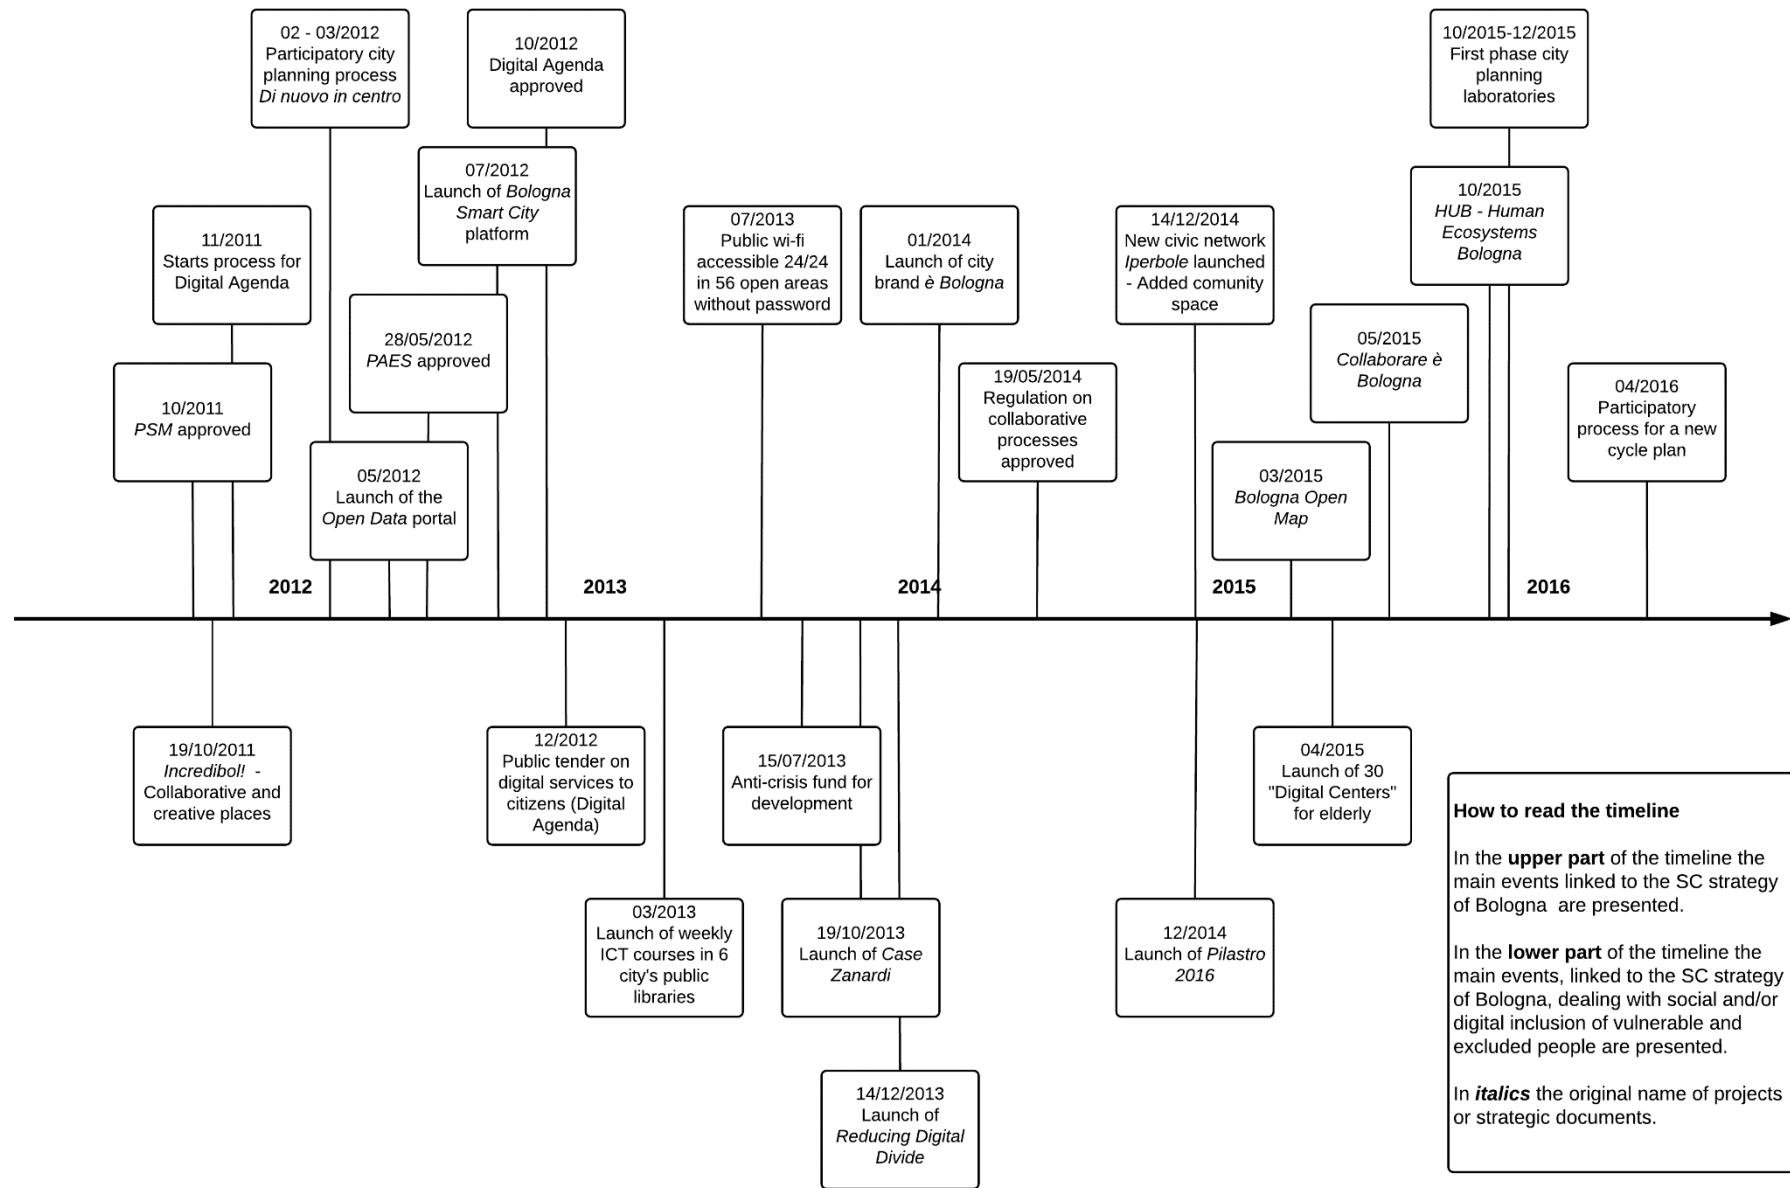 02 - 03/2012
Participatory city
planning process
Di nuovo in centro
10/2012
Digital Agenda
approved
10/2015-12/2015
First phase city
planning
laboratories
07/2012
Launch of Bologna
Smart City
platform
10/2015
HUB - Human
Ecosystems
Bologna
11/2011
Starts process for
Digital Agenda
07/2013
Public wi-fi
accessible 24/24
in 56 open areas
without password
01/2014
Launch of city
brand è Bologna
14/12/2014
New civic network
Iperbole launched
- Added comunity
space
28/05/2012
PAES approved
05/2015
Collaborare è
Bologna
10/2011
PSM approved
19/05/2014
Regulation on
collaborative
processes
approved
04/2016
Participatory
process for a new
cycle plan
05/2012
Launch of the
Open Data portal
03/2015
Bologna Open
Map
2012
2013
2014
2015
2016
19/10/2011
Incredibol! -
Collaborative and
creative places
12/2012
Public tender on
digital services to
citizens (Digital
Agenda)
15/07/2013
Anti-crisis fund for
development
04/2015
Launch of 30
"Digital Centers"
for elderly
03/2013
Launch of weekly
ICT courses in 6
city's public
libraries
19/10/2013
Launch of Case
Zanardi
12/2014
Launch of Pilastro
2016
14/12/2013
Launch of
Reducing Digital
Divide
How to read the timeline
In the upper part of the timeline the
main events linked to the SC strategy
of Bologna are presented.
In the lower part of the timeline the
main events, linked to the SC strategy
of Bologna, dealing with social and/or
digital inclusion of vulnerable and
excluded people are presented.
In italics the original name of projects
or strategic documents.